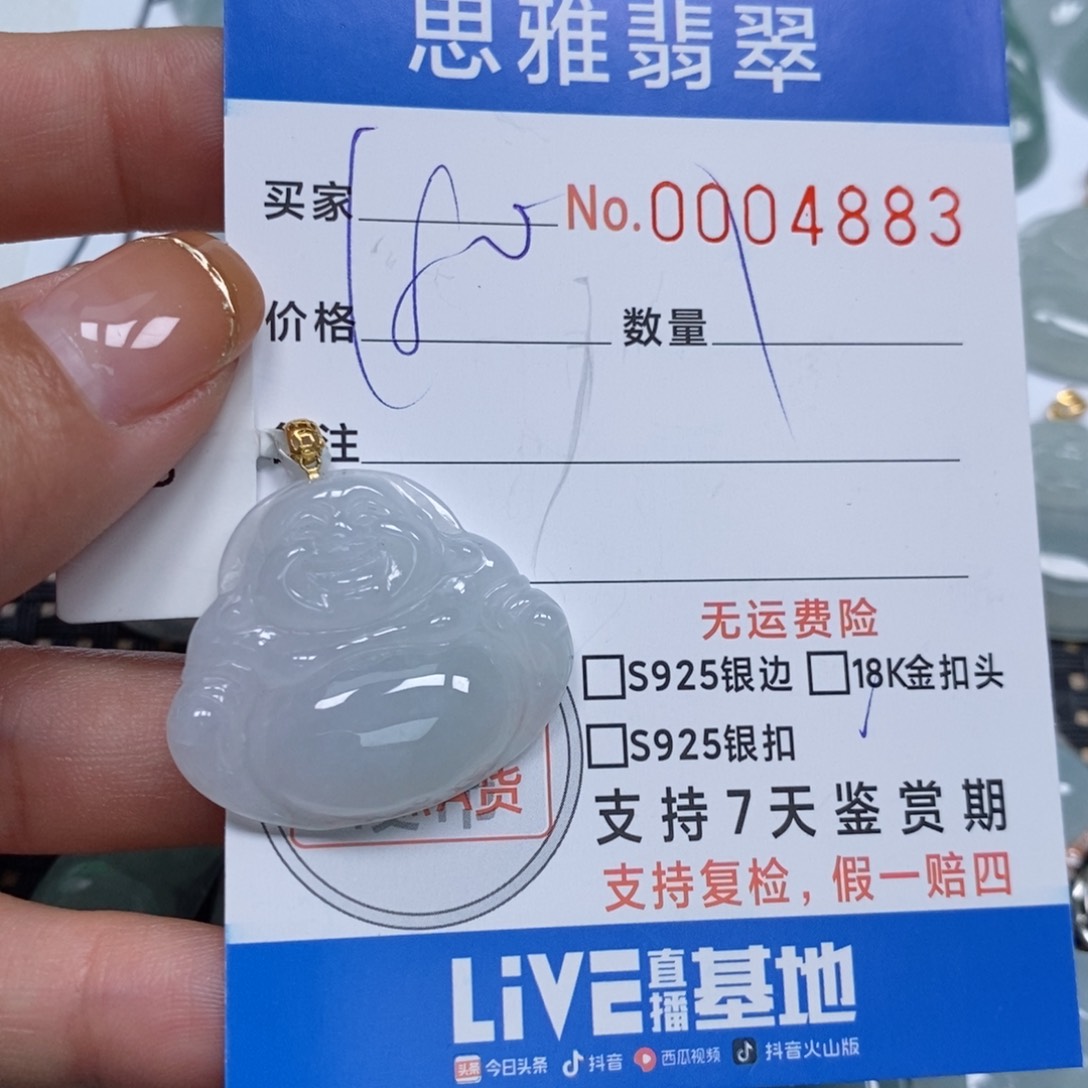 思雅翡翠
买家 No.0004883
价格 数量
注
无运费险
S925银边 18K金扣头
S925银扣
货
支持7天鉴赏期
支持复检，假一赔四
LiVE直播基地
头条 今日头条 抖音 西瓜视频 抖音火山版